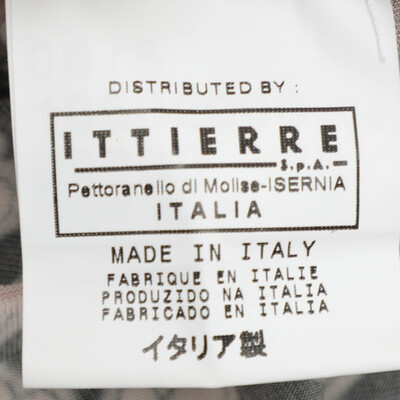 DISTRIBUTED BY :
ITTIERRE
S.p.A.
Pettoranello di Molise-ISERNIA
ITALIA
MADE IN ITALY
FABRIQUE EN ITALIE
PRODUZIDO NA ITALIA
FABRICADO EN ITALIA
イタリア製